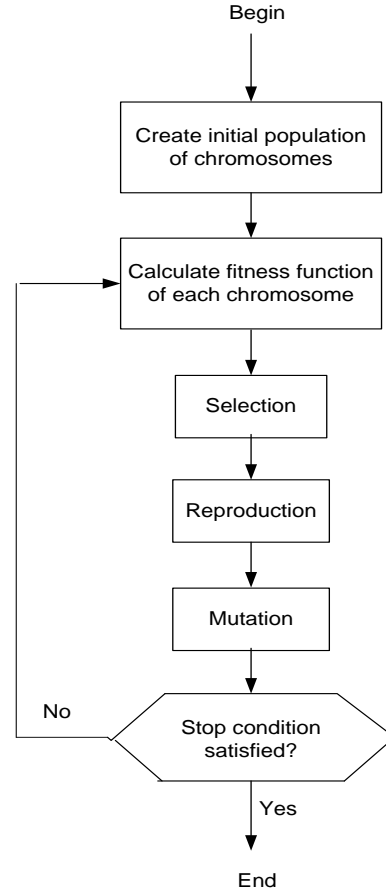 Begin
Create initial population
of chromosomes
Calculate fitness function
of each chromosome
Selection
Reproduction
Mutation
No
Stop condition
satisfied?
Yes
End